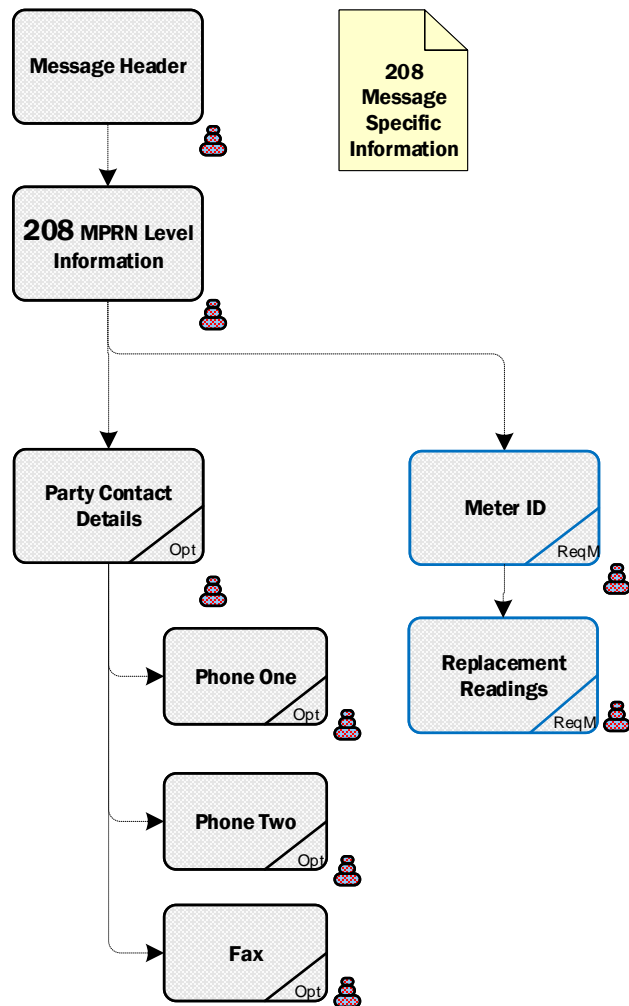 Message Header
208
Message
Specific
Information
208 MPRN Level
Information
Party Contact
Details
Opt
Meter ID
ReqM
Phone One
Opt
Replacement
Readings
ReqM
Phone Two
Opt
Fax
Opt